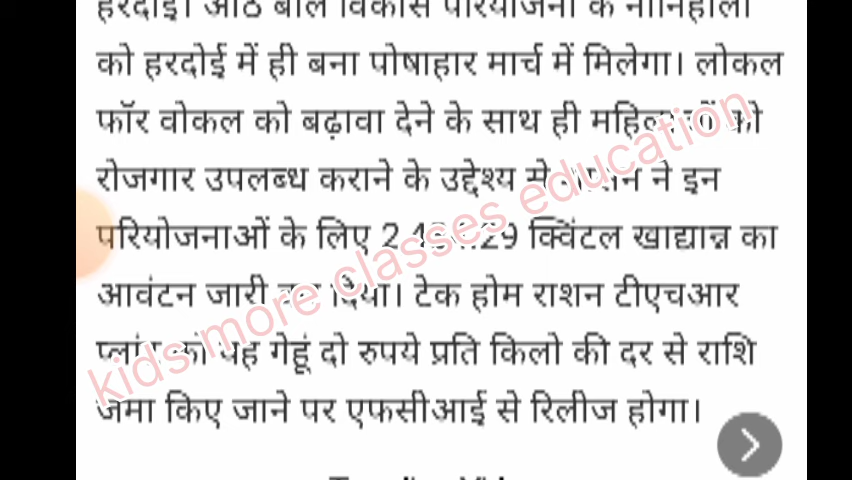 हरदोई। आठ बाल विकास परियोजना के नौनिहालों
को हरदोई में ही बना पोषाहार मार्च में मिलेगा। लोकल
फॉर वोकल को बढ़ावा देने के साथ ही महिलाओं को
रोजगार उपलब्ध कराने के उद्देश्य से शासन ने इन
परियोजनाओं के लिए क्विंटल खाद्यान्न का
आवंटन जारी कर दिया। टेक होम राशन टीएचआर
प्लांट को यह गेहूं दो रुपये प्रति किलो की दर से राशि
जमा किए जाने पर एफसीआई से रिलीज होगा।
kids more classes education